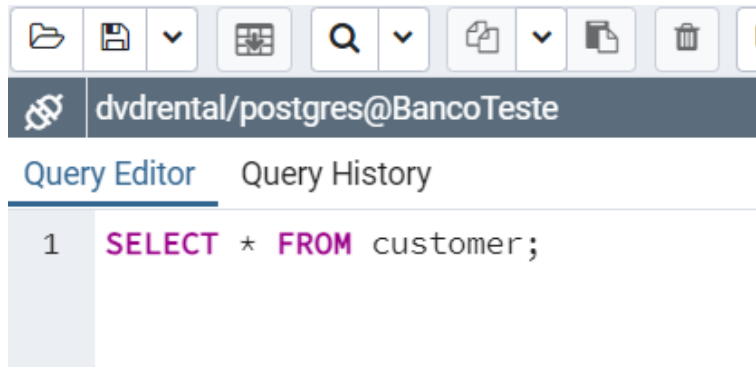 dvdrental/postgres@BancoTeste
Query Editor Query History
1 SELECT * FROM customer;